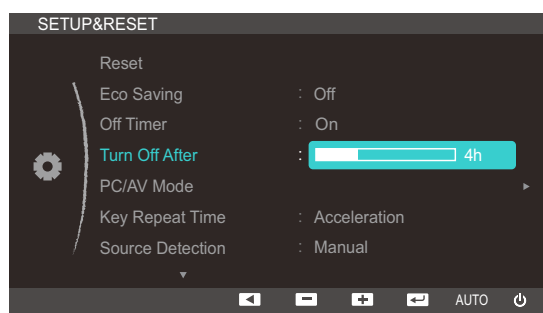 SETUP&RESET
Reset
Eco Saving : Off
Off Timer : On
Turn Off After : 4h
PC/AV Mode
Key Repeat Time : Acceleration
Source Detection : Manual
AUTO